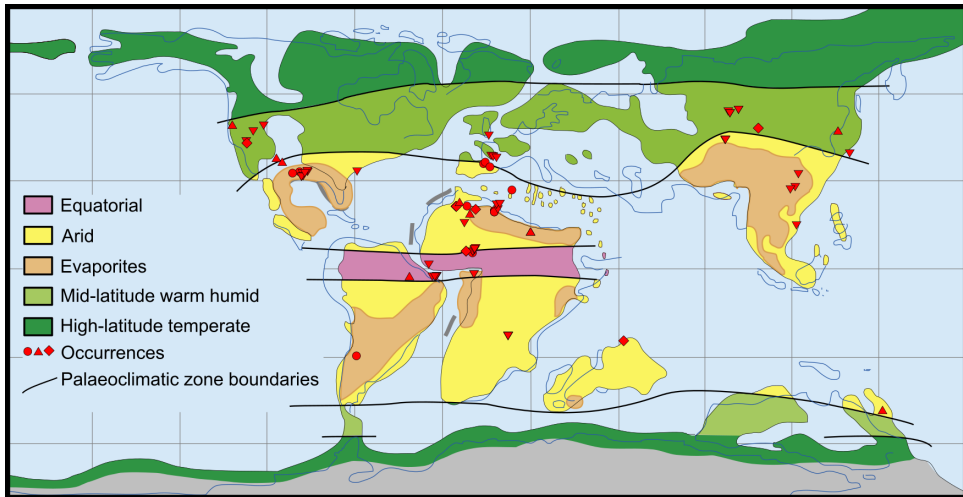 Equatorial
Arid
Evaporites
Mid-latitude warm humid
High-latitude temperate
Occurrences
Palaeoclimatic zone boundaries